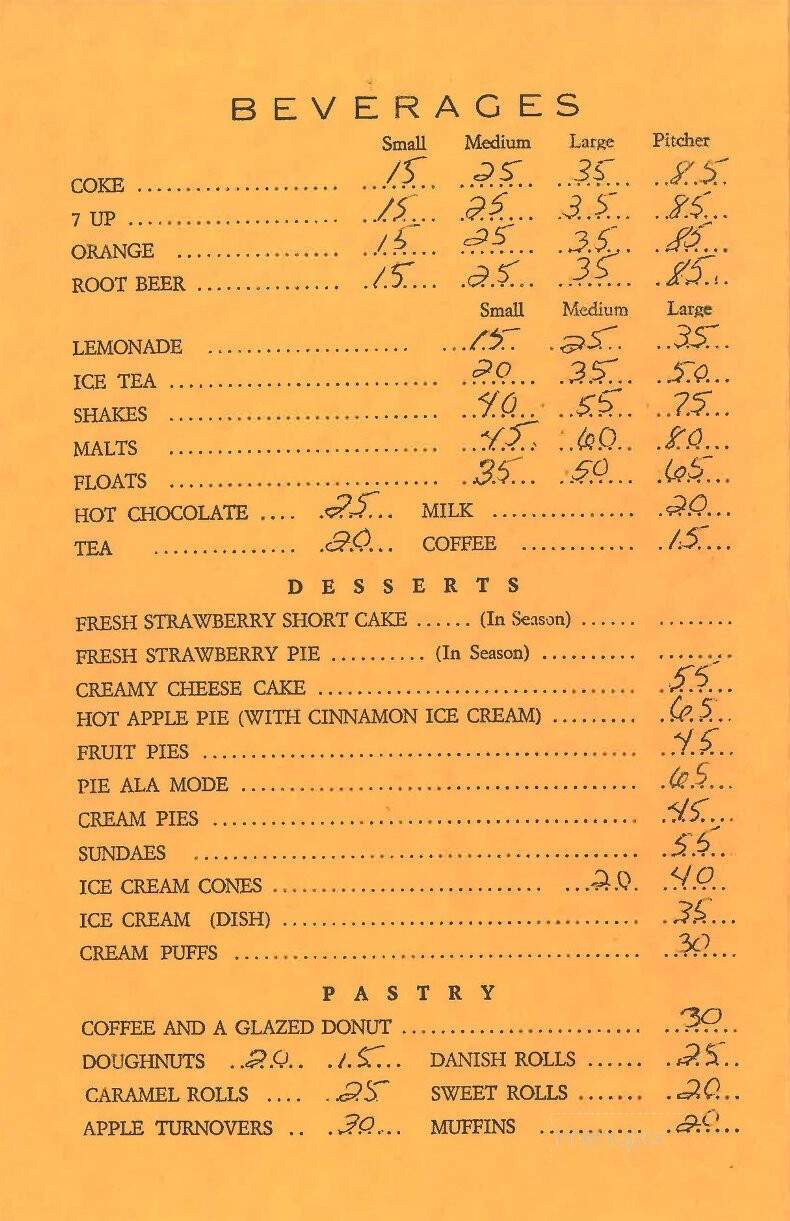 BEVERAGES
Small Medium Large Pitcher
COKE ..................... 15 25 35 85
7 UP ..................... 15 25 35 85
ORANGE ................ 15 25 35 85
ROOT BEER .............. 15 25 35 85
Small Medium Large
LEMONADE .................... 15 25 35
ICE TEA .......................... 20 35 50
SHAKES .......................... 40 55 75
MALTS .......................... 45 60 80
FLOATS .......................... 35 50 65
HOT CHOCOLATE .... 25 MILK .............. 20
TEA .............. 20 COFFEE ............ 15
DESSERTS
FRESH STRAWBERRY SHORT CAKE ...... (In Season) ...... ........
FRESH STRAWBERRY PIE .......... (In Season) .......... ........
CREAMY CHEESE CAKE .................................. 55
HOT APPLE PIE (WITH CINNAMON ICE CREAM) ......... 65
FRUIT PIES .............................................. 45
PIE ALA MODE .......................................... 65
CREAM PIES ............................................. 45
SUNDAES ............................................... 55
ICE CREAM CONES ............................. 20 40
ICE CREAM (DISH) ...................................... 35
CREAM PUFFS ........................................... 30
PASTRY
COFFEE AND A GLAZED DONUT ......................... 30
DOUGHNUTS 20 15 DANISH ROLLS ...... 25
CARAMEL ROLLS .... 25 SWEET ROLLS ....... 20
APPLE TURNOVERS .. 30 MUFFINS ........... 20